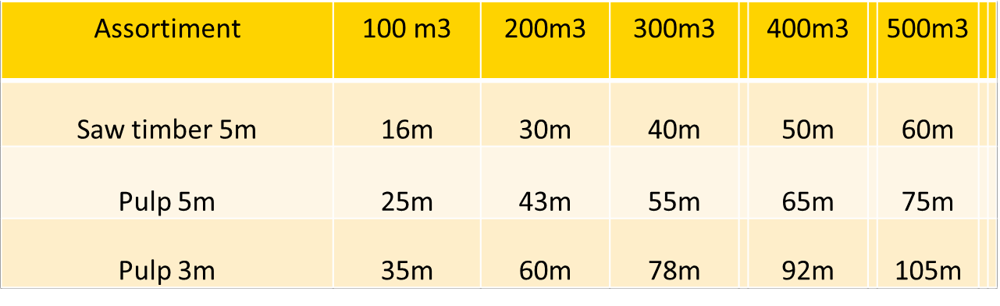 Assortiment 100 m3 200m3 300m3 400m3 500m3
Saw timber 5m 16m 30m 40m 50m 60m
Pulp 5m 25m 43m 55m 65m 75m
Pulp 3m 35m 60m 78m 92m 105m